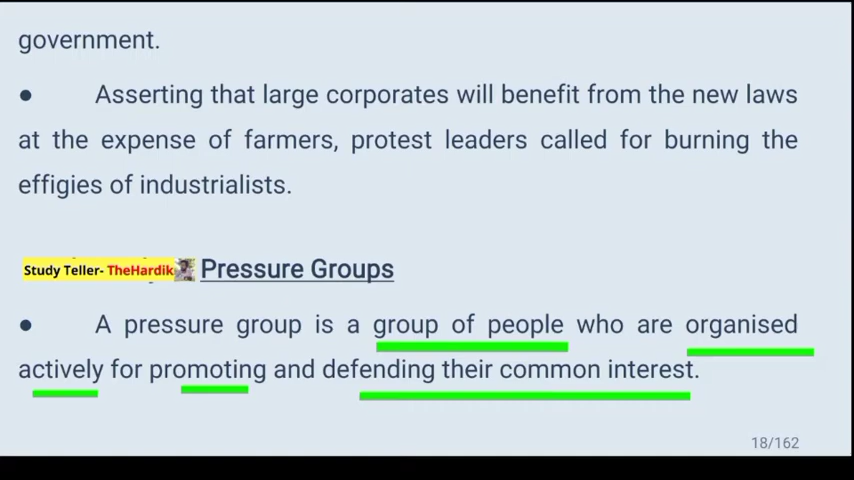 government.
● Asserting that large corporates will benefit from the new laws
at the expense of farmers, protest leaders called for burning the
effigies of industrialists.
Study Teller- TheHardik Pressure Groups
● A pressure group is a group of people who are organised
actively for promoting and defending their common interest.
18/162